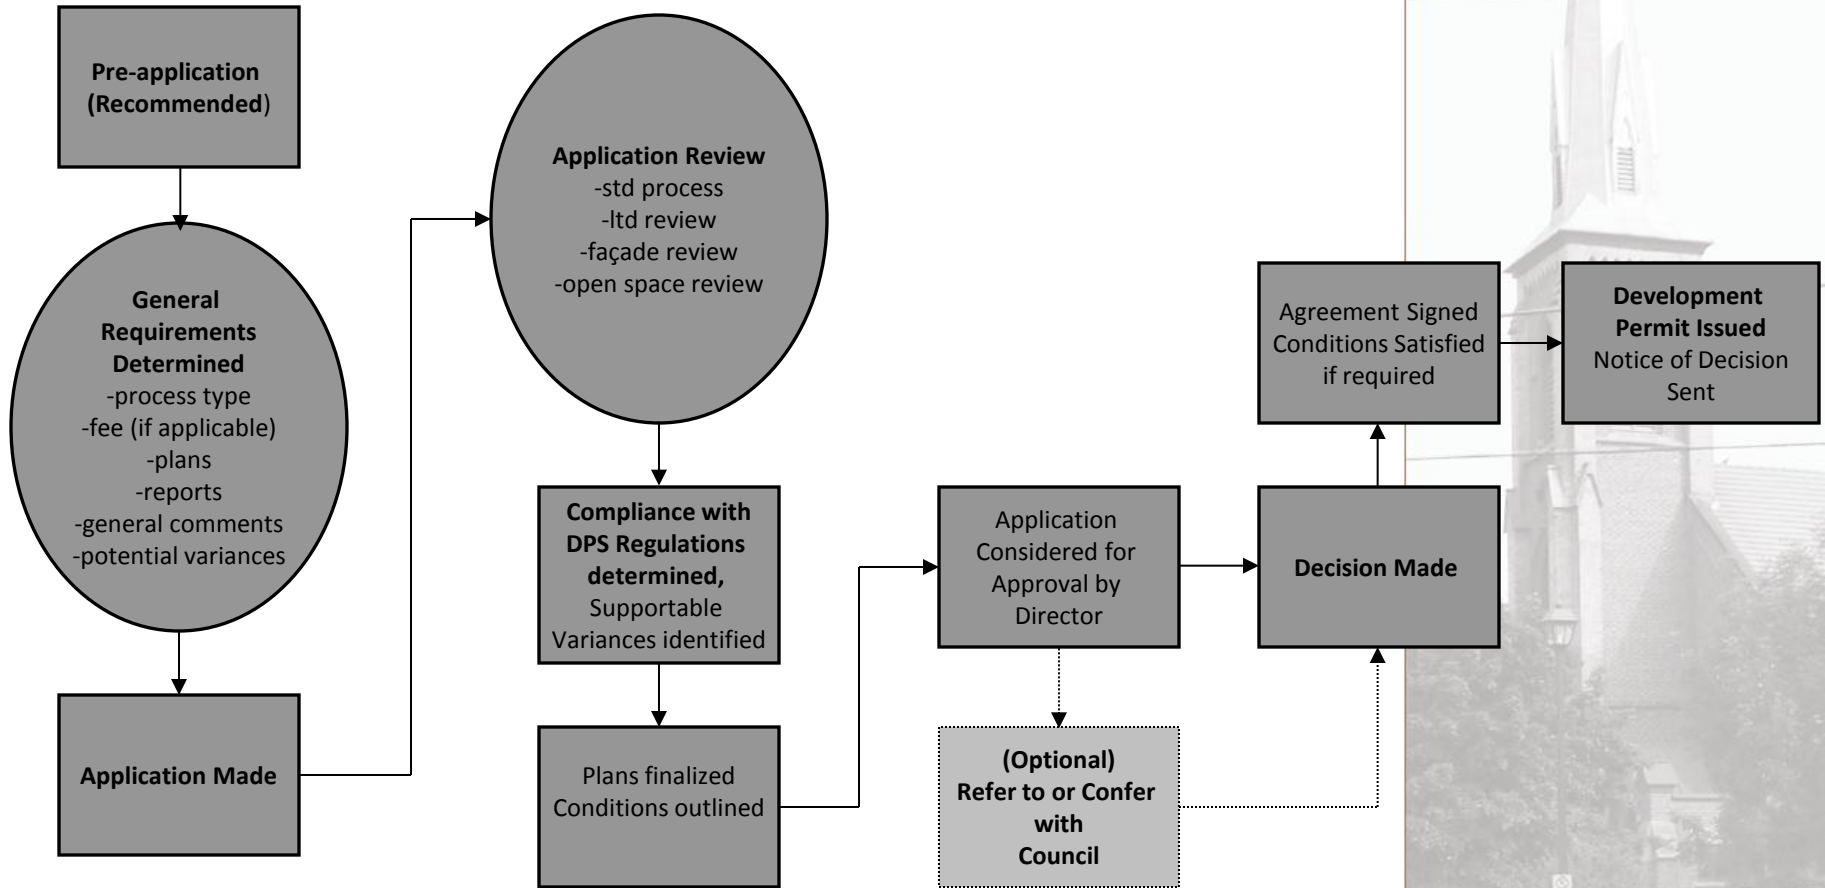 Pre-application
(Recommended)
General
Requirements
Determined
-process type
-fee (if applicable)
-plans
-reports
-general comments
-potential variances
Application Made
Application Review
-std process
-ltd review
-façade review
-open space review
Compliance with
DPS Regulations
determined,
Supportable
Variances identified
Plans finalized
Conditions outlined
Application
Considered for
Approval by
Director
(Optional)
Refer to or Confer
with
Council
Decision Made
Agreement Signed
Conditions Satisfied
if required
Development
Permit Issued
Notice of Decision
Sent